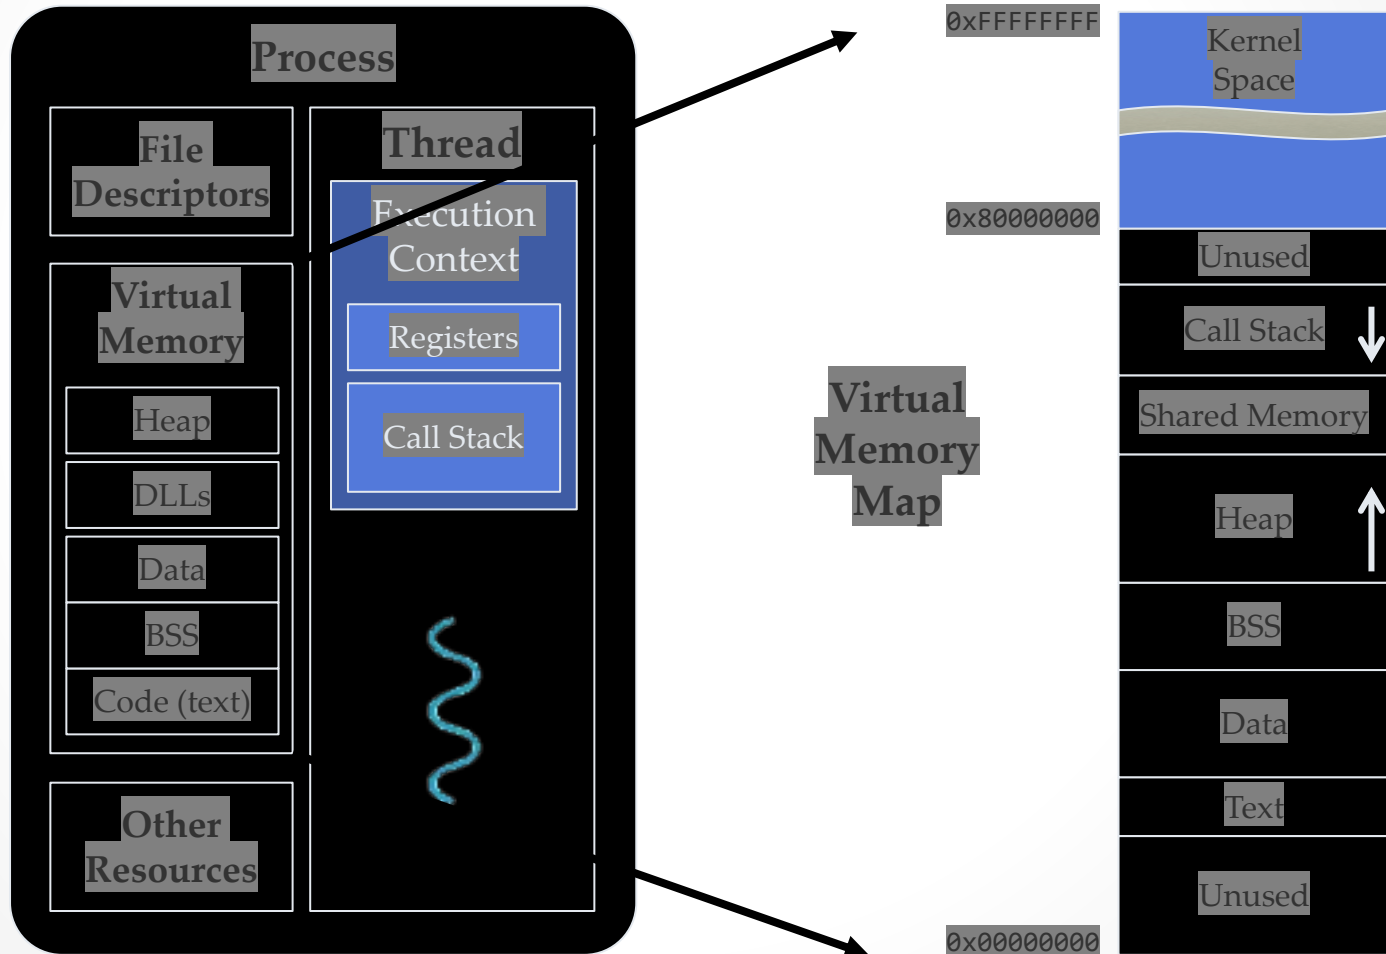 Process
File
Descriptors
Virtual
Memory
Heap
DLLs
Data
BSS
Code (text)
Other
Resources
Thread
Execution
Context
Registers
Call Stack
Virtual
Memory
Map
0xFFFFFFFF
0x80000000
0x00000000
Kernel
Space
Unused
Call Stack
Shared Memory
Heap
BSS
Data
Text
Unused